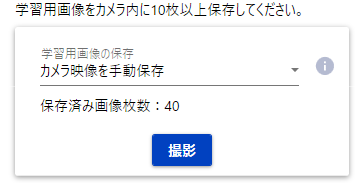 学習用画像をカメラ内に10枚以上保存してください。
学習用画像の保存
カメラ映像を手動保存
保存済み画像枚数：40
撮影